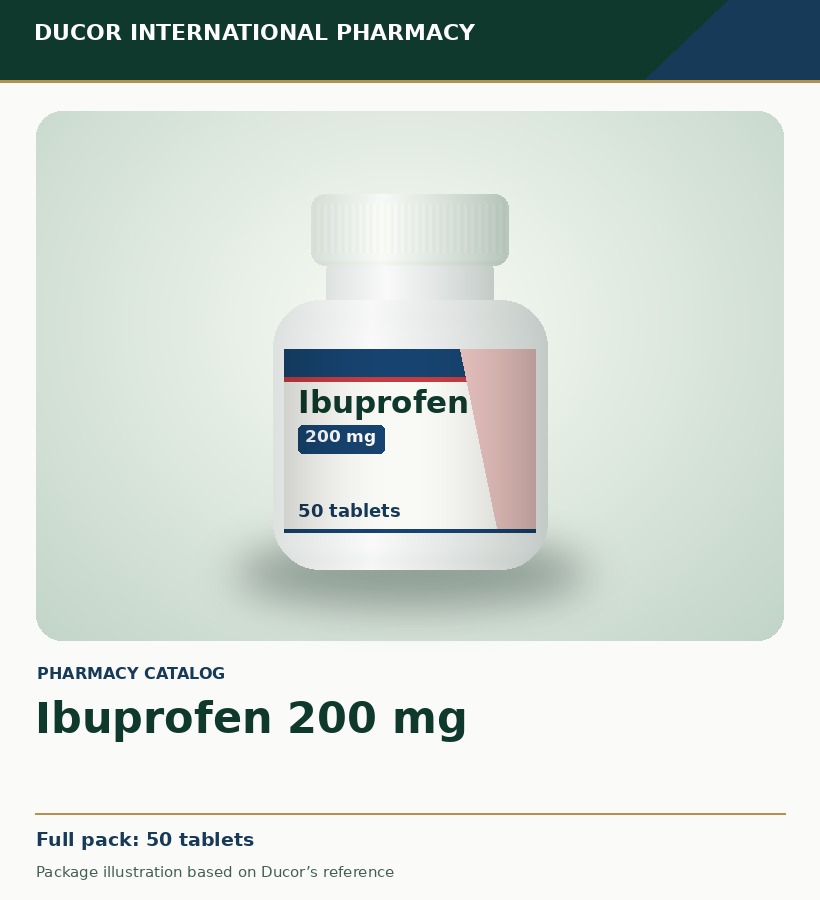 DUCOR INTERNATIONAL PHARMACY
Ibuprofen
200 mg
50 tablets
PHARMACY CATALOG
Ibuprofen 200 mg
Full pack: 50 tablets
Package illustration based on Ducor’s reference